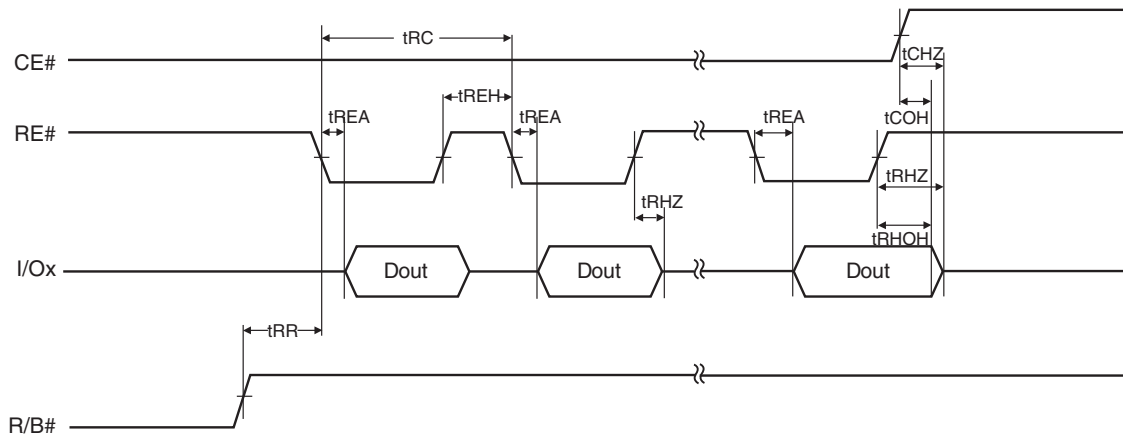 tRC
CE#
tCHZ
tREH
tCOH
tREA
tREA
tREA
RE#
tRHZ
tRHZ
tRHOH
I/Ox
Dout
Dout
Dout
tRR
R/B#